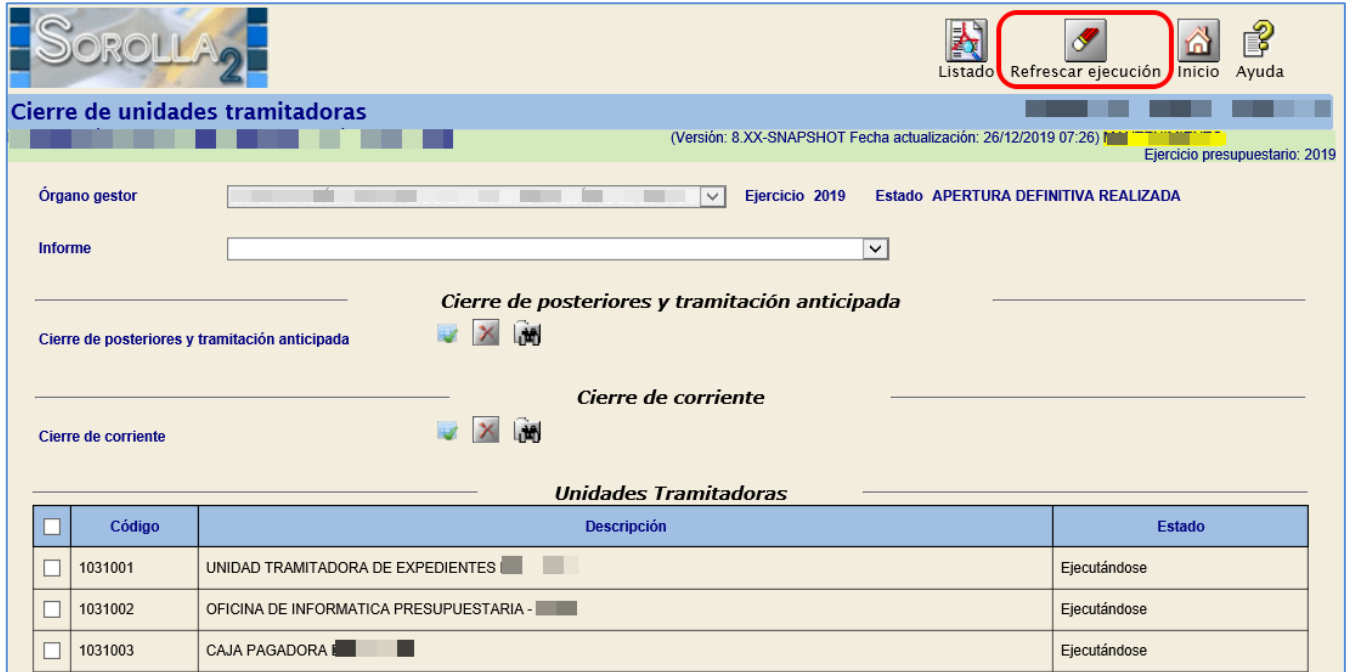 SOROLLA2
Listado Refrescar ejecución Inicio Ayuda
Cierre de unidades tramitadoras
(Versión: 8.XX-SNAPSHOT Fecha actualización: 26/12/2019 07:26)
Ejercicio presupuestario: 2019
Órgano gestor Ejercicio 2019 Estado APERTURA DEFINITIVA REALIZADA
Informe
Cierre de posteriores y tramitación anticipada
Cierre de posteriores y tramitación anticipada
Cierre de corriente
Cierre de corriente
Unidades Tramitadoras
Código Descripción Estado
1031001 UNIDAD TRAMITADORA DE EXPEDIENTES Ejecutándose
1031002 OFICINA DE INFORMATICA PRESUPUESTARIA - Ejecutándose
1031003 CAJA PAGADORA Ejecutándose